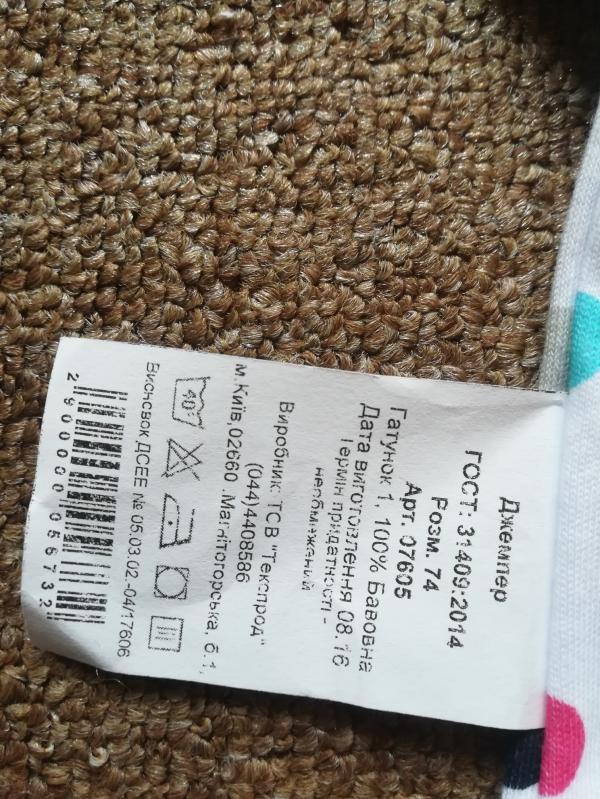 Джемпер
ГОСТ: 31409:2014
Розм. 74
Арт. 07605
Гатунок 1, 100% Бавовна
Дата виготовлення 08.16
Термін придатності -
необмежений
Виробник: ТСВ "Текспрод"
(044)4408586
м.Київ,02660 .Магнітогорська, б.1,
40
Висновок ДСЕЕ № 05.03.02-04/17606
2900000056732